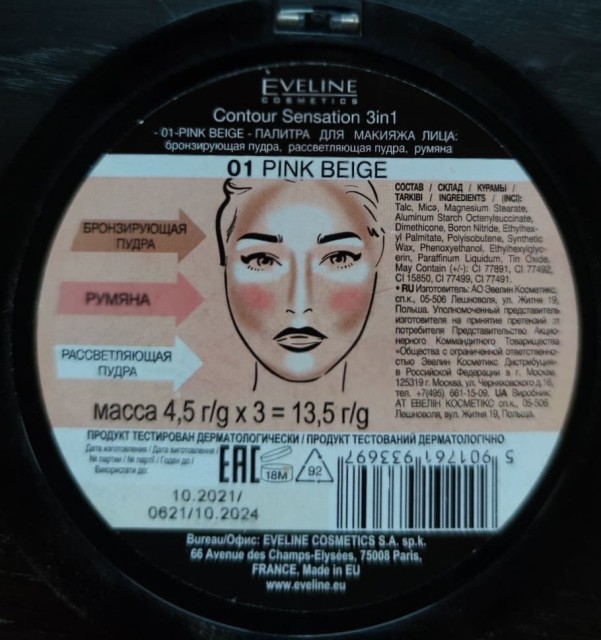 EVELINE
COSMETICS
Contour Sensation 3in1
- 01-PINK BEIGE - ПАЛИТРА ДЛЯ МАКИЯЖА ЛИЦА:
бронзирующая пудра, рассветляющая пудра, румяна
01 PINK BEIGE
БРОНЗИРУЮЩАЯ
ПУДРА
РУМЯНА
РАССВЕТЛЯЮЩАЯ
ПУДРА
масса 4,5 г/g x 3 = 13,5 г/g
СОСТАВ / СКЛАД / ҚҰРАМЫ /
TARKIBI / INGREDIENTS / (INCI):
Talc, Mica, Magnesium Stearate,
Aluminum Starch Octenylsuccinate,
Dimethicone, Boron Nitride, Ethylhex-
yl Palmitate, Polyisobutene, Synthetic
Wax, Phenoxyethanol, Ethylhexylglyc-
erin, Paraffinum Liquidum, Tin Oxide,
May Contain (+/-): CI 77891, CI 77492,
CI 15850, CI 77499, CI 77491.
• RU Изготовитель: АО Эвелин Косметикс,
сп.к., 05-506 Лешноволя, ул. Житня 19,
Польша. Уполномоченный представитель
изготовителя на принятие претензий от
потребителя Представительство Акцио-
нерного Коммандитного Товарищества
«Общества с ограниченной ответственнос-
тью Эвелин Косметикс Дистрибуция»
в Российской Федерации в г. Москве,
125319 г. Москва, ул. Черняховского д.16,
тел. +7(495) 661-15-09. UA Виробник:
АТ ЕВЕЛІН КОСМЕТІКС сп.к., 05-506
Лешноволя, вул. Житня 19, Польща.
ПРОДУКТ ТЕСТИРОВАН ДЕРМАТОЛОГИЧЕСКИ / ПРОДУКТ ТЕСТОВАНИЙ ДЕРМАТОЛОГІЧНО
Дата изготовления / Дата виготовлення /
№ партии / № партії / Годен до /
Використати до:
10.2021/
0621/10.2024
EAC
18M
92
5 901761 933697
Bureau/Офис: EVELINE COSMETICS S.A. sp.k.
66 Avenue des Champs-Elysées, 75008 Paris,
FRANCE, Made in EU
www.eveline.eu